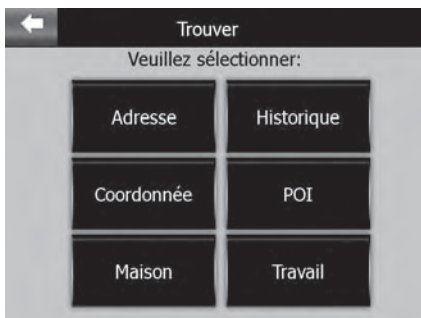 Trouver
Veuillez sélectionner:
Adresse Historique
Coordonnée POI
Maison Travail